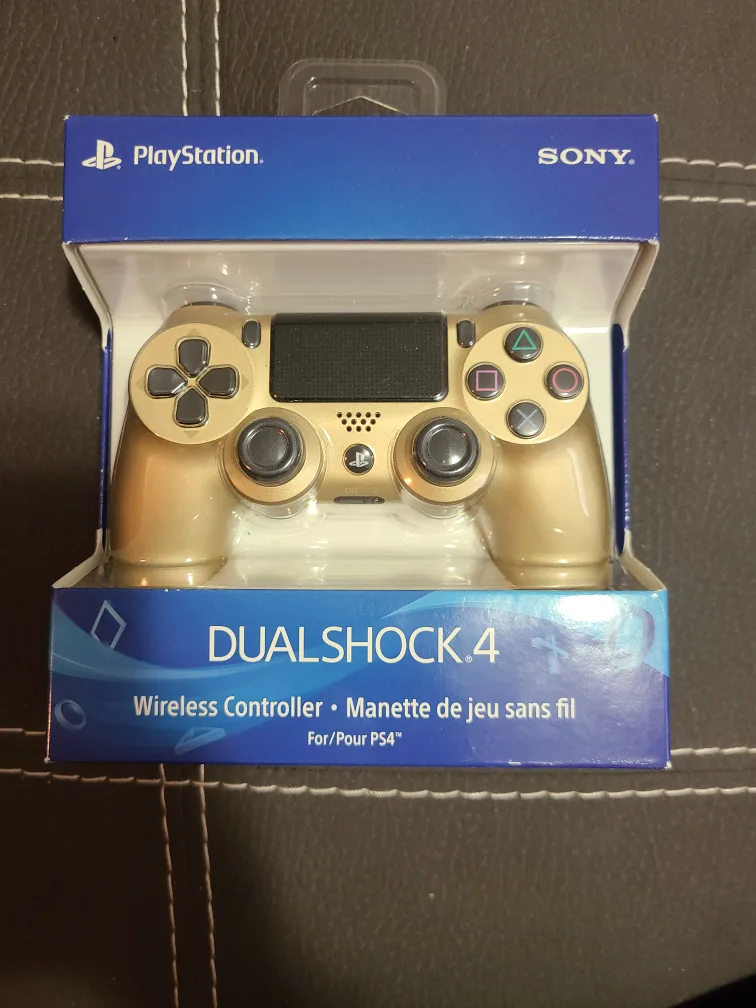 PlayStation®
SONY®
DUALSHOCK®4
Wireless Controller • Manette de jeu sans fil
For/Pour PS4™